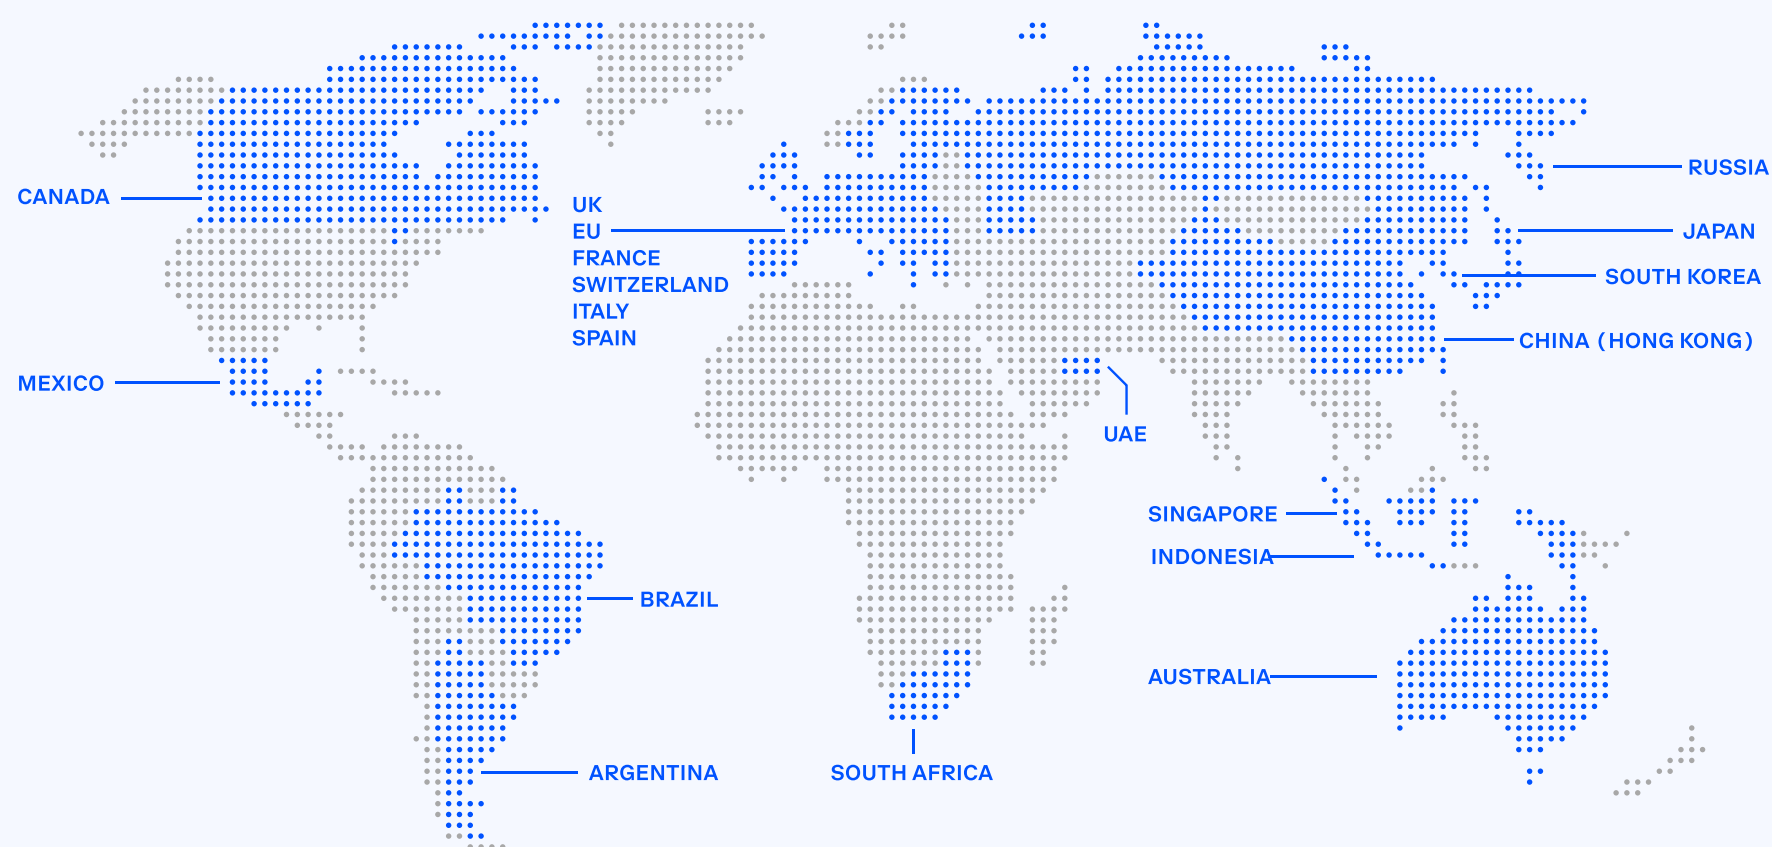 CANADA
MEXICO
UK
EU
FRANCE
SWITZERLAND
ITALY
SPAIN
BRAZIL
ARGENTINA
SOUTH AFRICA
UAE
RUSSIA
JAPAN
SOUTH KOREA
CHINA (HONG KONG)
SINGAPORE
INDONESIA
AUSTRALIA